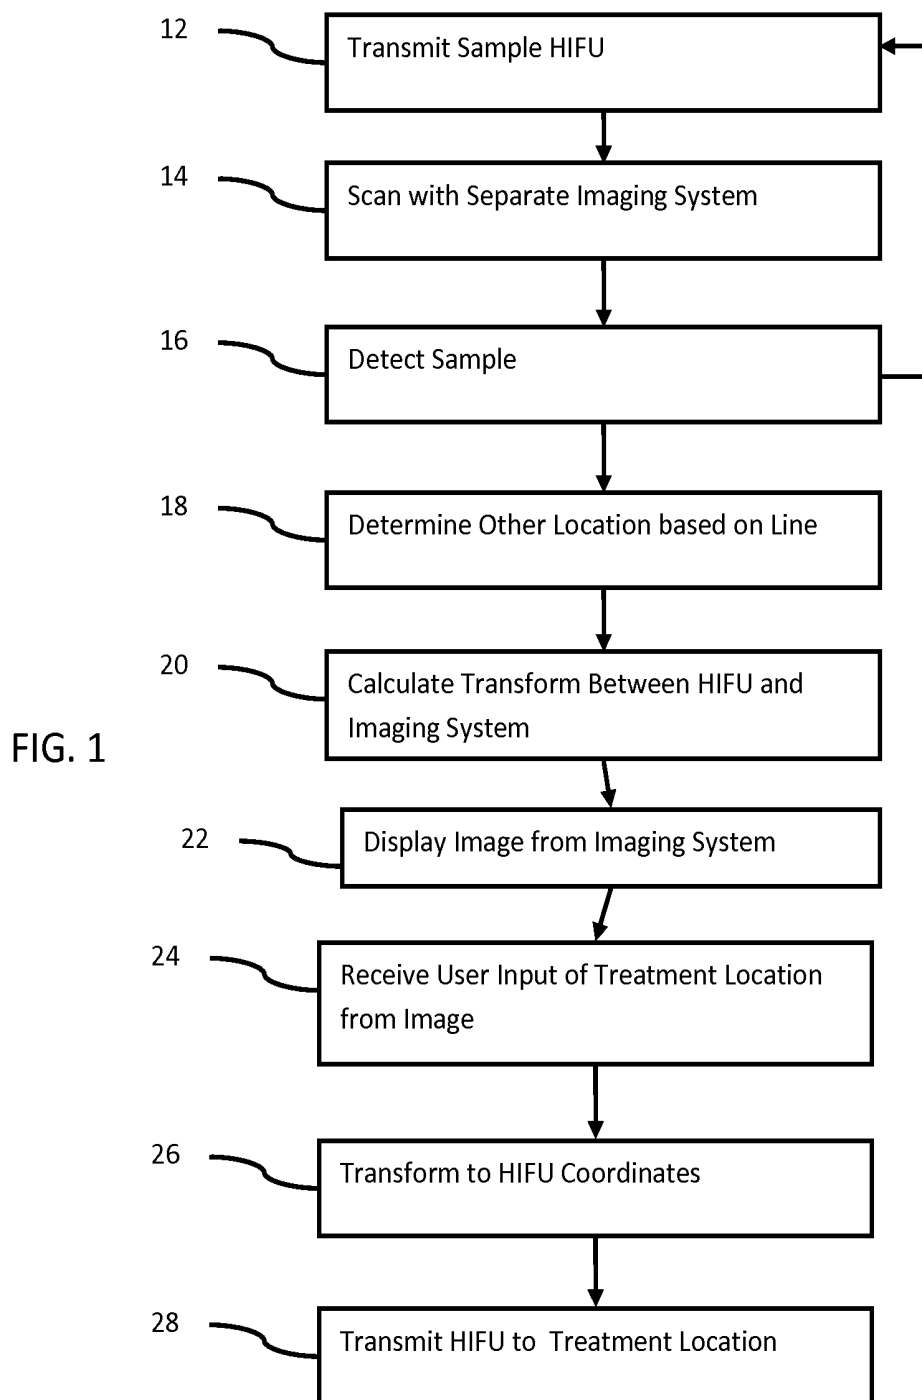 12
Transmit Sample HIFU
14
Scan with Separate Imaging System
16
Detect Sample
18
Determine Other Location based on Line
20
Calculate Transform Between HIFU and
Imaging System
FIG. 1
22
Display Image from Imaging System
24
Receive User Input of Treatment Location
from Image
26
Transform to HIFU Coordinates
28
Transmit HIFU to  Treatment Location